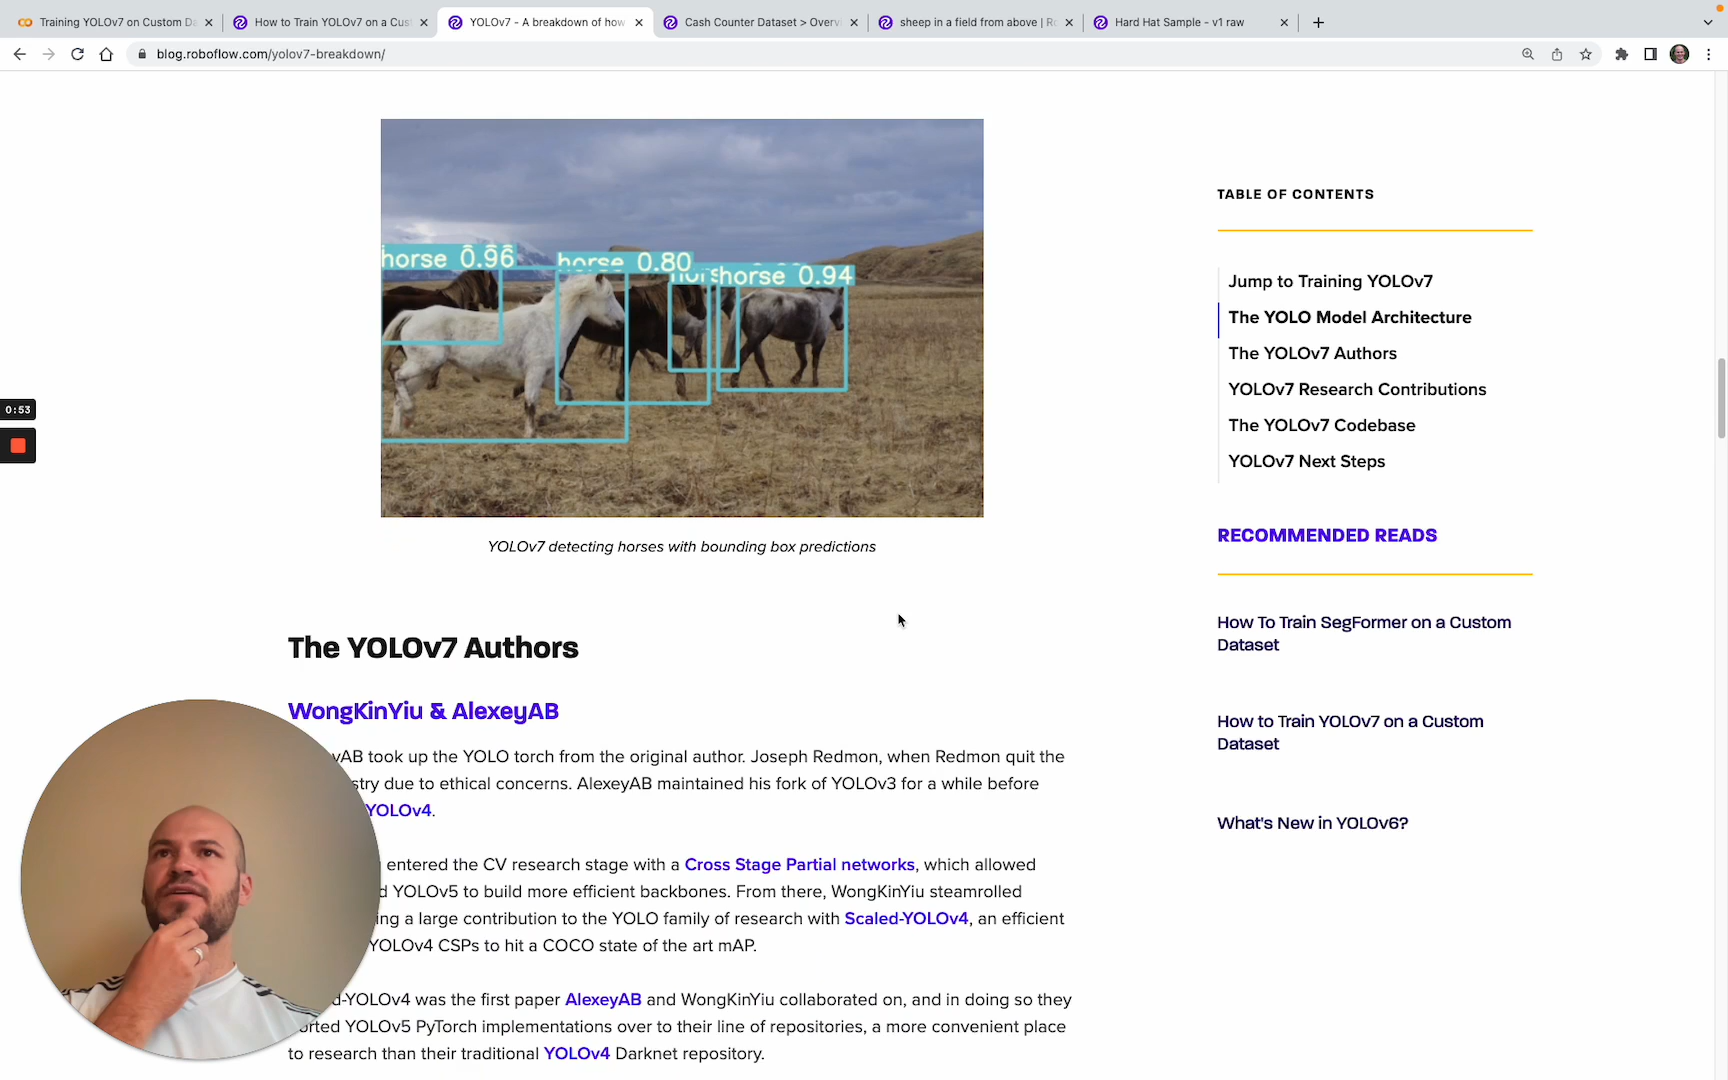 Training YOLOv7 on Custom Da
How to Train YOLOv7 on a Cus
YOLOv7 - A breakdown of how
Cash Counter Dataset > Overv
sheep in a field from above | Ro
Hard Hat Sample - v1 raw
blog.roboflow.com/yolov7-breakdown/
horse 0.96
horse 0.80
horse 0.94
YOLOv7 detecting horses with bounding box predictions
0:53
The YOLOv7 Authors
WongKinYiu & AlexeyAB
yAB took up the YOLO torch from the original author. Joseph Redmon, when Redmon quit the
stry due to ethical concerns. AlexeyAB maintained his fork of YOLOv3 for a while before
YOLOv4.
entered the CV research stage with a Cross Stage Partial networks, which allowed
d YOLOv5 to build more efficient backbones. From there, WongKinYiu steamrolled
ing a large contribution to the YOLO family of research with Scaled-YOLOv4, an efficient
YOLOv4 CSPs to hit a COCO state of the art mAP.
d-YOLOv4 was the first paper AlexeyAB and WongKinYiu collaborated on, and in doing so they
orted YOLOv5 PyTorch implementations over to their line of repositories, a more convenient place
to research than their traditional YOLOv4 Darknet repository.
TABLE OF CONTENTS
Jump to Training YOLOv7
The YOLO Model Architecture
The YOLOv7 Authors
YOLOv7 Research Contributions
The YOLOv7 Codebase
YOLOv7 Next Steps
RECOMMENDED READS
How To Train SegFormer on a Custom
Dataset
How to Train YOLOv7 on a Custom
Dataset
What's New in YOLOv6?